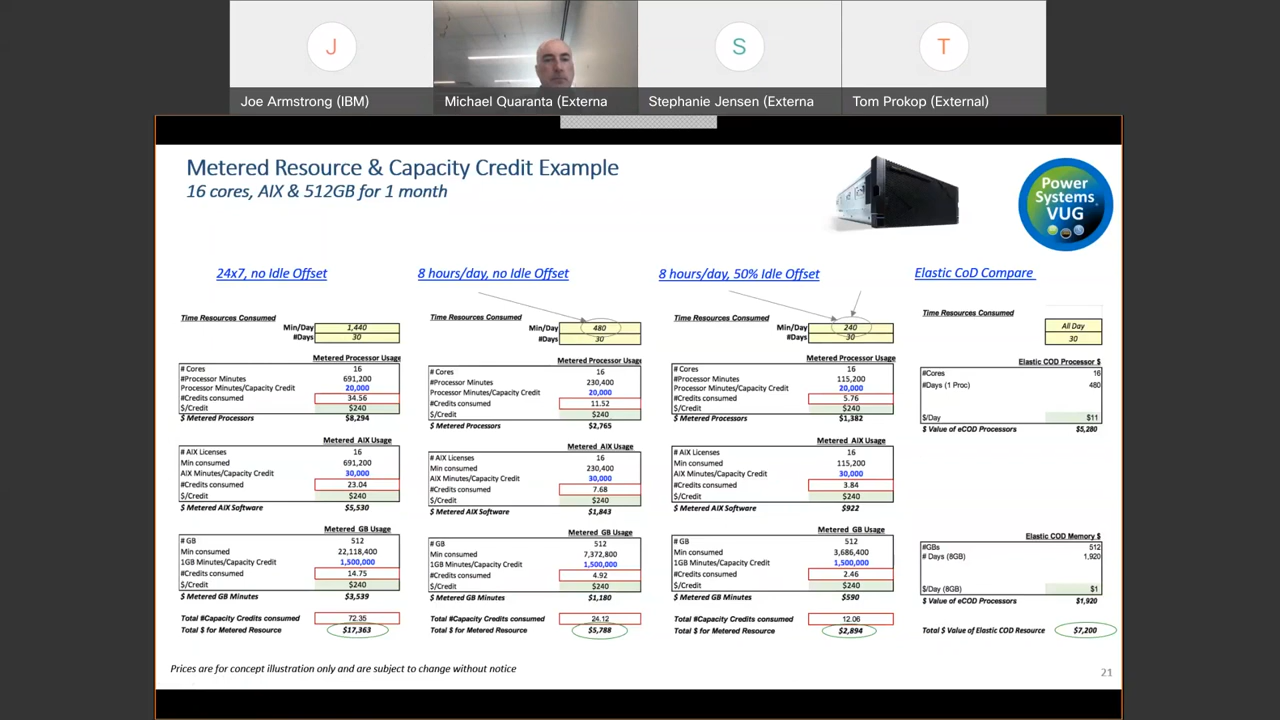 J
S
T
Joe Armstrong (IBM)
Michael Quaranta (Externa
Stephanie Jensen (Externa
Tom Prokop (External)
Metered Resource & Capacity Credit Example
16 cores, AIX & 512GB for 1 month
Power
Systems
VUG
24x7, no Idle Offset
Time Resources Consumed
Min/Day 1,440
#Days 30
Metered Processor Usage
# Cores 16
#Processor Minutes 691,200
Processor Minutes/Capacity Credit 20,000
#Credits consumed 34.56
$/Credit $240
$ Metered Processors $8,294
Metered AIX Usage
# AIX Licenses 16
Min consumed 691,200
AIX Minutes/Capacity Credit 30,000
#Credits consumed 23.04
$/Credit $240
$ Metered AIX Software $5,530
Metered GB Usage
# GB 512
Min consumed 22,118,400
1GB Minutes/Capacity Credit 1,500,000
#Credits consumed 14.75
$/Credit $240
$ Metered GB Minutes $3,539
Total #Capacity Credits consumed 72.35
Total $ for Metered Resource $17,363
8 hours/day, no Idle Offset
Time Resources Consumed
Min/Day 480
#Days 30
Metered Processor Usage
# Cores 16
#Processor Minutes 230,400
Processor Minutes/Capacity Credit 20,000
#Credits consumed 11.52
$/Credit $240
$ Metered Processors $2,765
Metered AIX Usage
# AIX Licenses 16
Min consumed 230,400
AIX Minutes/Capacity Credit 30,000
#Credits consumed 7.68
$/Credit $240
$ Metered AIX Software $1,843
Metered GB Usage
# GB 512
Min consumed 7,372,800
1GB Minutes/Capacity Credit 1,500,000
#Credits consumed 4.92
$/Credit $240
$ Metered GB Minutes $1,180
Total #Capacity Credits consumed 24.12
Total $ for Metered Resource $5,788
8 hours/day, 50% Idle Offset
Time Resources Consumed
Min/Day 240
#Days 30
Metered Processor Usage
# Cores 16
#Processor Minutes 115,200
Processor Minutes/Capacity Credit 20,000
#Credits consumed 5.76
$/Credit $240
$ Metered Processors $1,382
Metered AIX Usage
# AIX Licenses 16
Min consumed 115,200
AIX Minutes/Capacity Credit 30,000
#Credits consumed 3.84
$/Credit $240
$ Metered AIX Software $922
Metered GB Usage
# GB 512
Min consumed 3,686,400
1GB Minutes/Capacity Credit 1,500,000
#Credits consumed 2.46
$/Credit $240
$ Metered GB Minutes $590
Total #Capacity Credits consumed 12.06
Total $ for Metered Resource $2,894
Elastic CoD Compare
Time Resources Consumed
All Day
30
Elastic COD Processor $
#Cores 16
#Days (1 Proc) 480
$/Day $11
$ Value of eCOD Processors $5,280
Elastic COD Memory $
#GBs 512
# Days (8GB) 1,920
$/Day (8GB) $1
$ Value of eCOD Processors $1,920
Total $ Value of Elastic COD Resource $7,200
Prices are for concept illustration only and are subject to change without notice
21